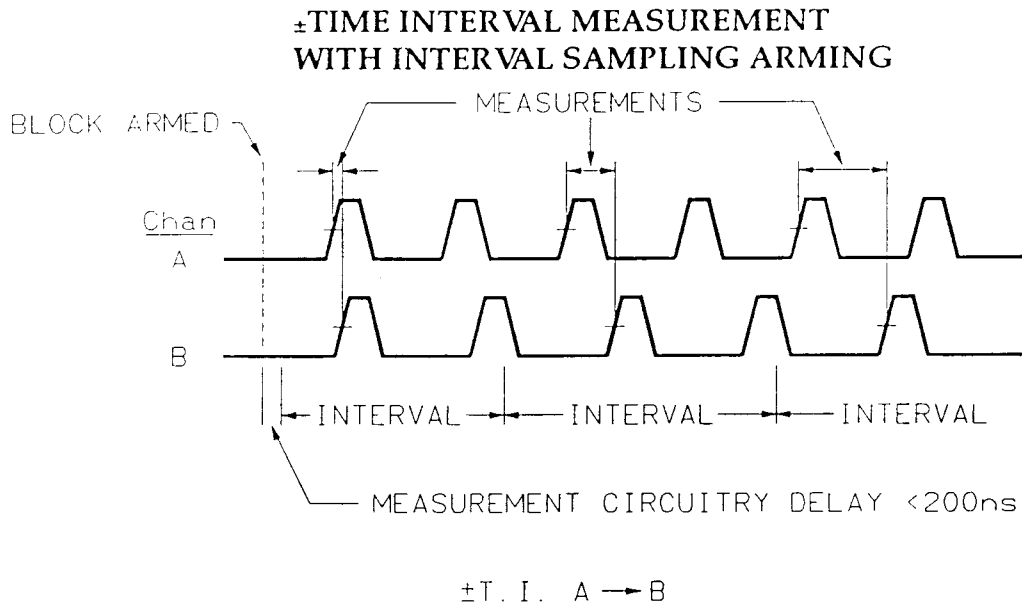 ±TIME INTERVAL MEASUREMENT
WITH INTERVAL SAMPLING ARMING
MEASUREMENTS
BLOCK ARMED
Chan
A
B
INTERVAL INTERVAL INTERVAL
MEASUREMENT CIRCUITRY DELAY <200ns
±T. I. A → B